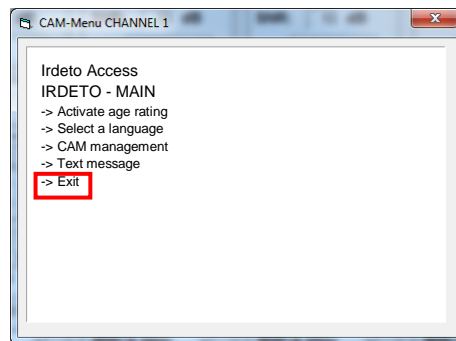 CAM-Menu CHANNEL 1
Irdeto Access
IRDETO - MAIN
-> Activate age rating
-> Select a language
-> CAM management
-> Text message
-> Exit